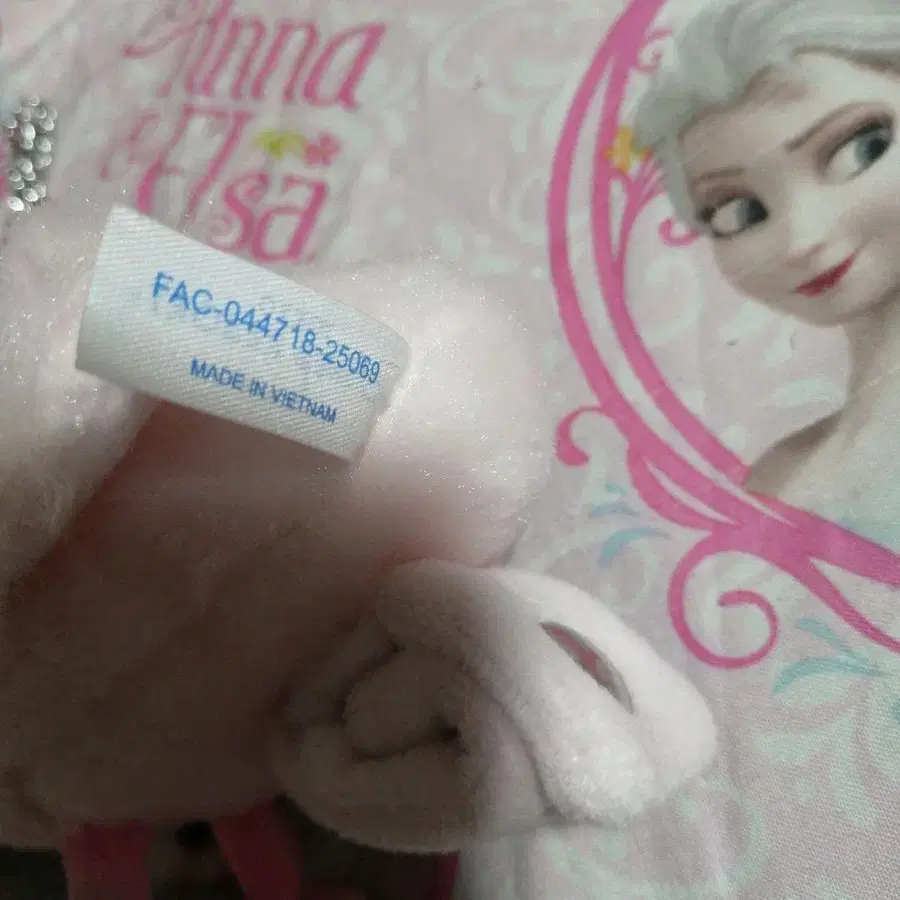 Anna
& Elsa
FAC-044718-25069
MADE IN VIETNAM